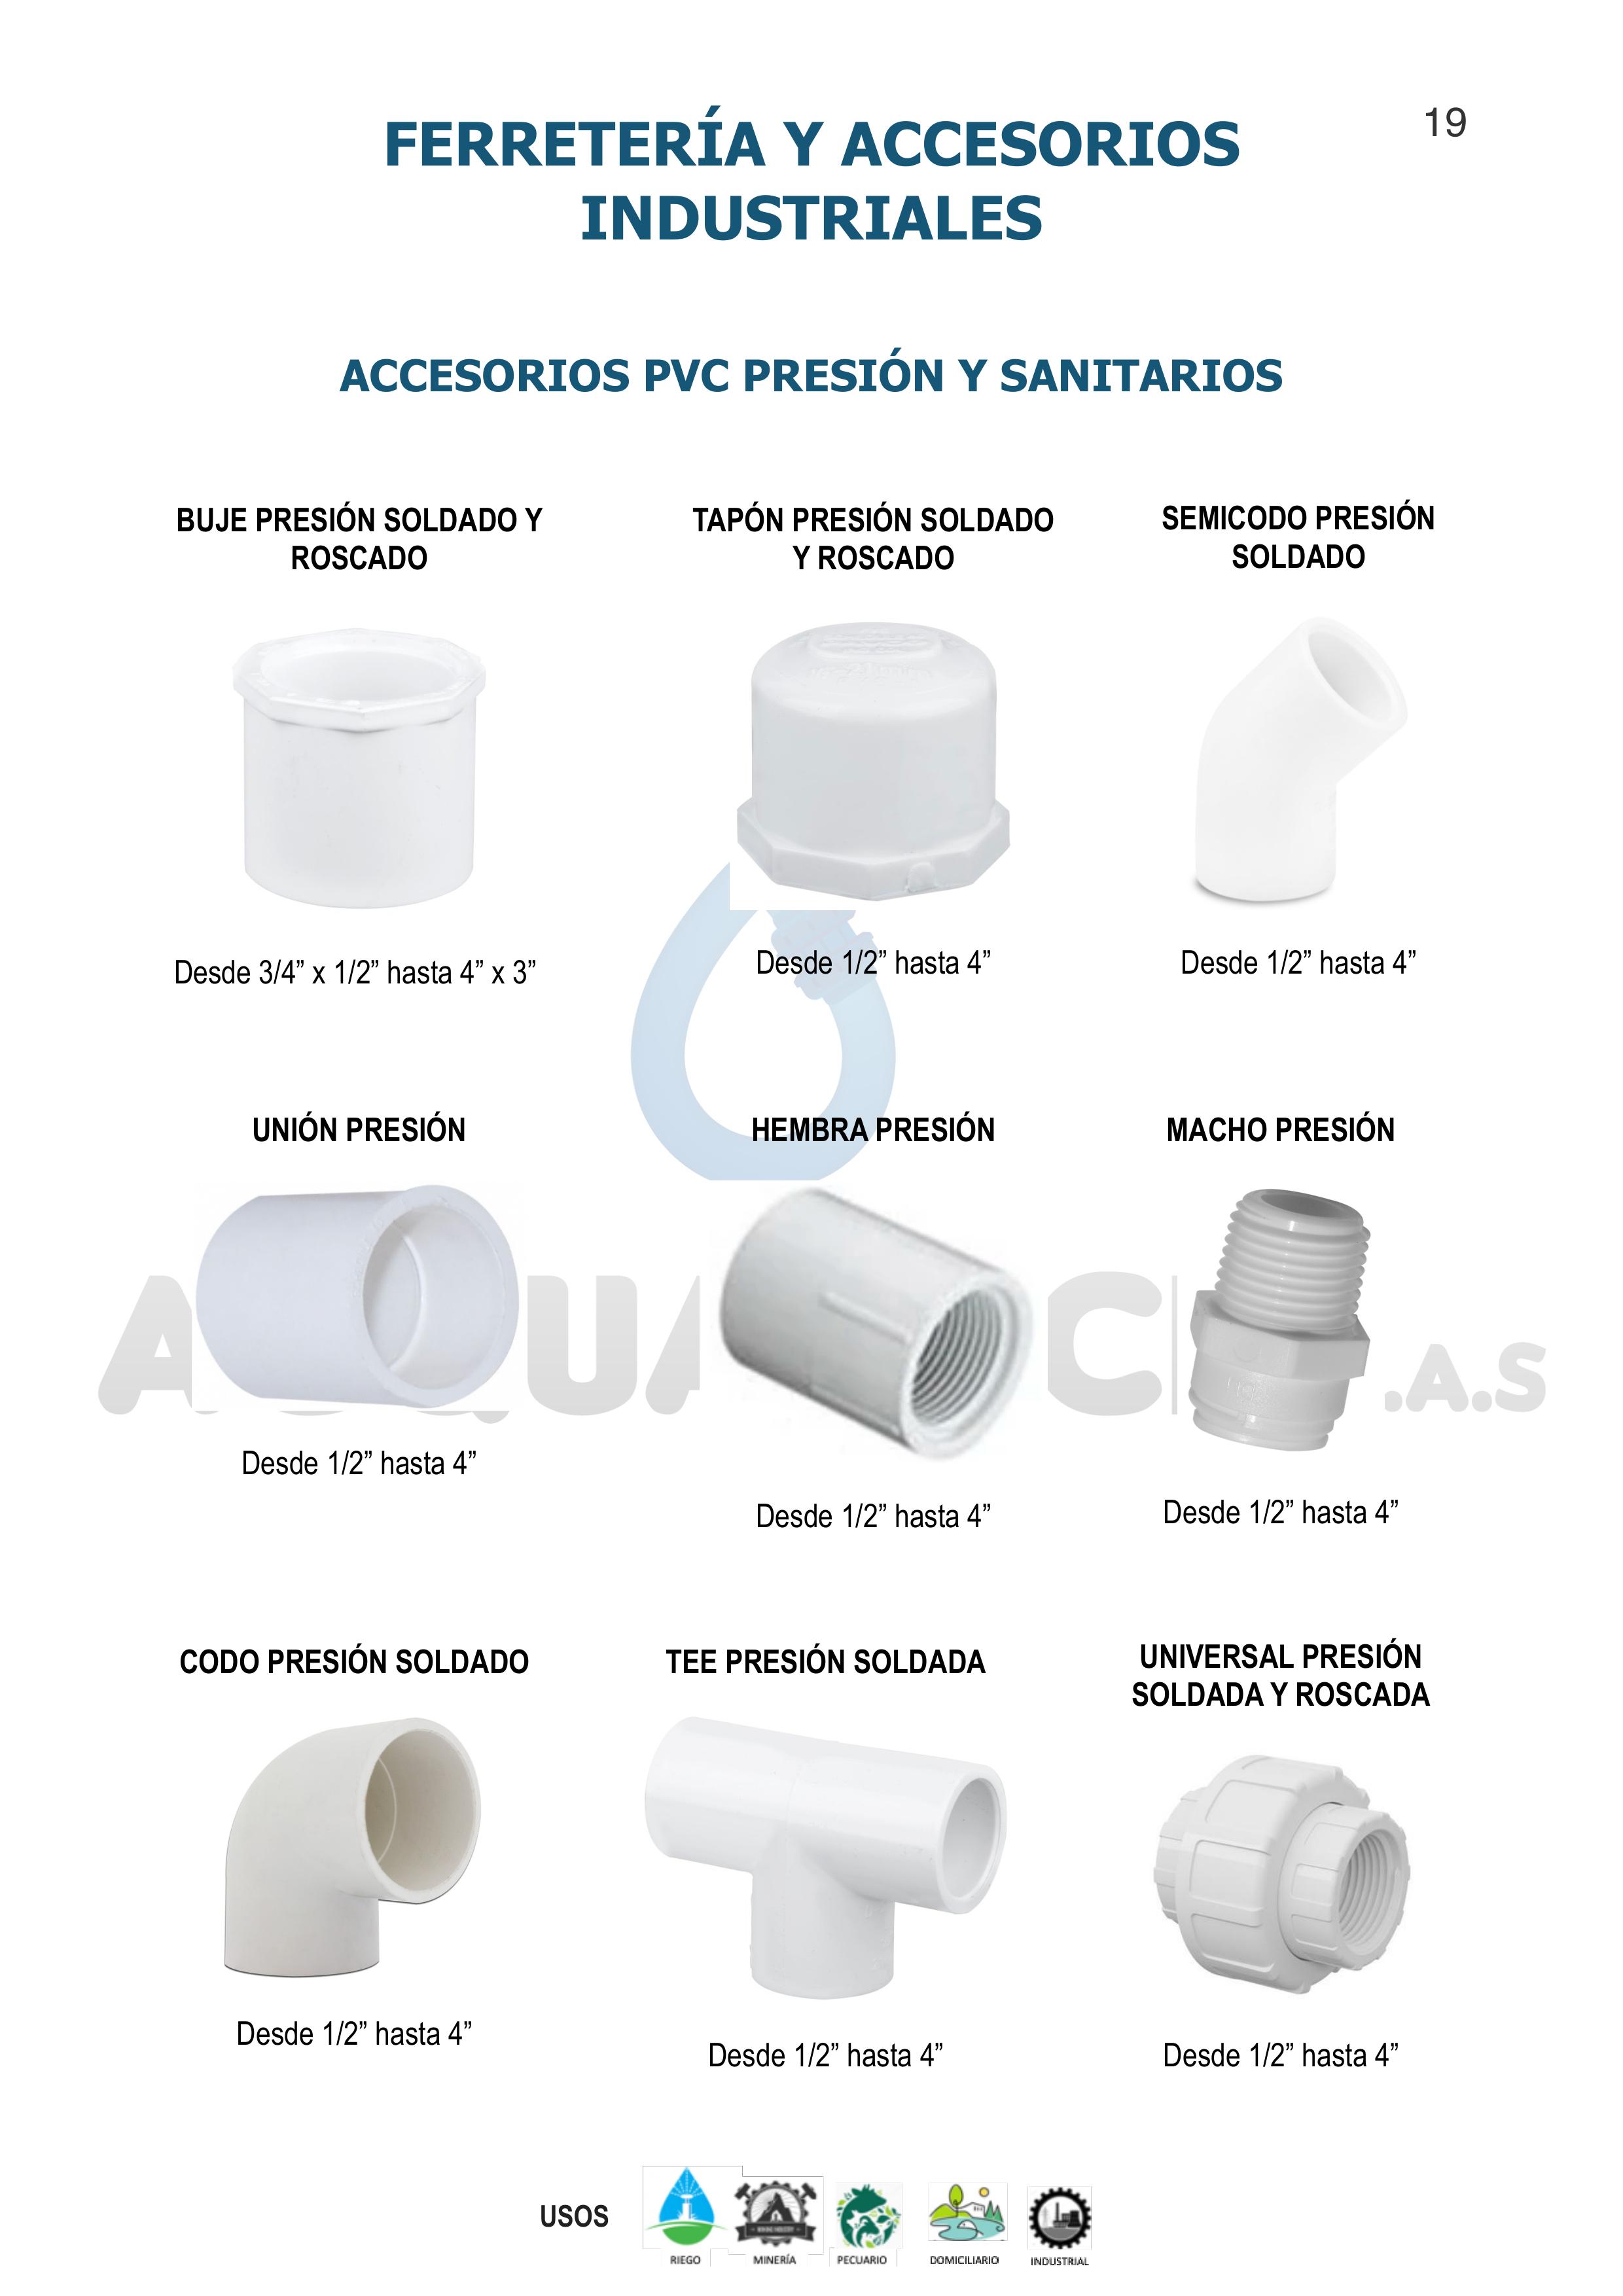 19
FERRETERÍA Y ACCESORIOS
INDUSTRIALES
ACCESORIOS PVC PRESIÓN Y SANITARIOS
BUJE PRESIÓN SOLDADO Y
ROSCADO
TAPÓN PRESIÓN SOLDADO
Y ROSCADO
SEMICODO PRESIÓN
SOLDADO
Desde 3/4” x 1/2” hasta 4” x 3”
Desde 1/2” hasta 4”
Desde 1/2” hasta 4”
UNIÓN PRESIÓN
HEMBRA PRESIÓN
MACHO PRESIÓN
Desde 1/2” hasta 4”
Desde 1/2” hasta 4”
Desde 1/2” hasta 4”
CODO PRESIÓN SOLDADO
TEE PRESIÓN SOLDADA
UNIVERSAL PRESIÓN
SOLDADA Y ROSCADA
Desde 1/2” hasta 4”
Desde 1/2” hasta 4”
Desde 1/2” hasta 4”
USOS
RIEGO
MINERÍA
PECUARIO
DOMICILIARIO
INDUSTRIAL